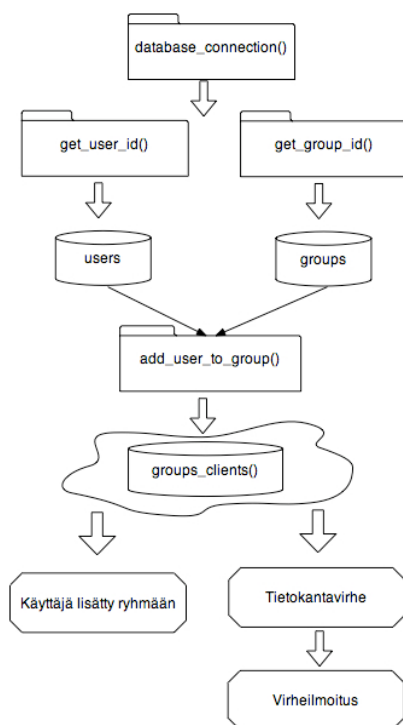 database_connection()
get_user_id()
get_group_id()
users
groups
add_user_to_group()
groups_clients()
Käyttäjä lisätty ryhmään
Tietokantavirhe
Virheilmoitus